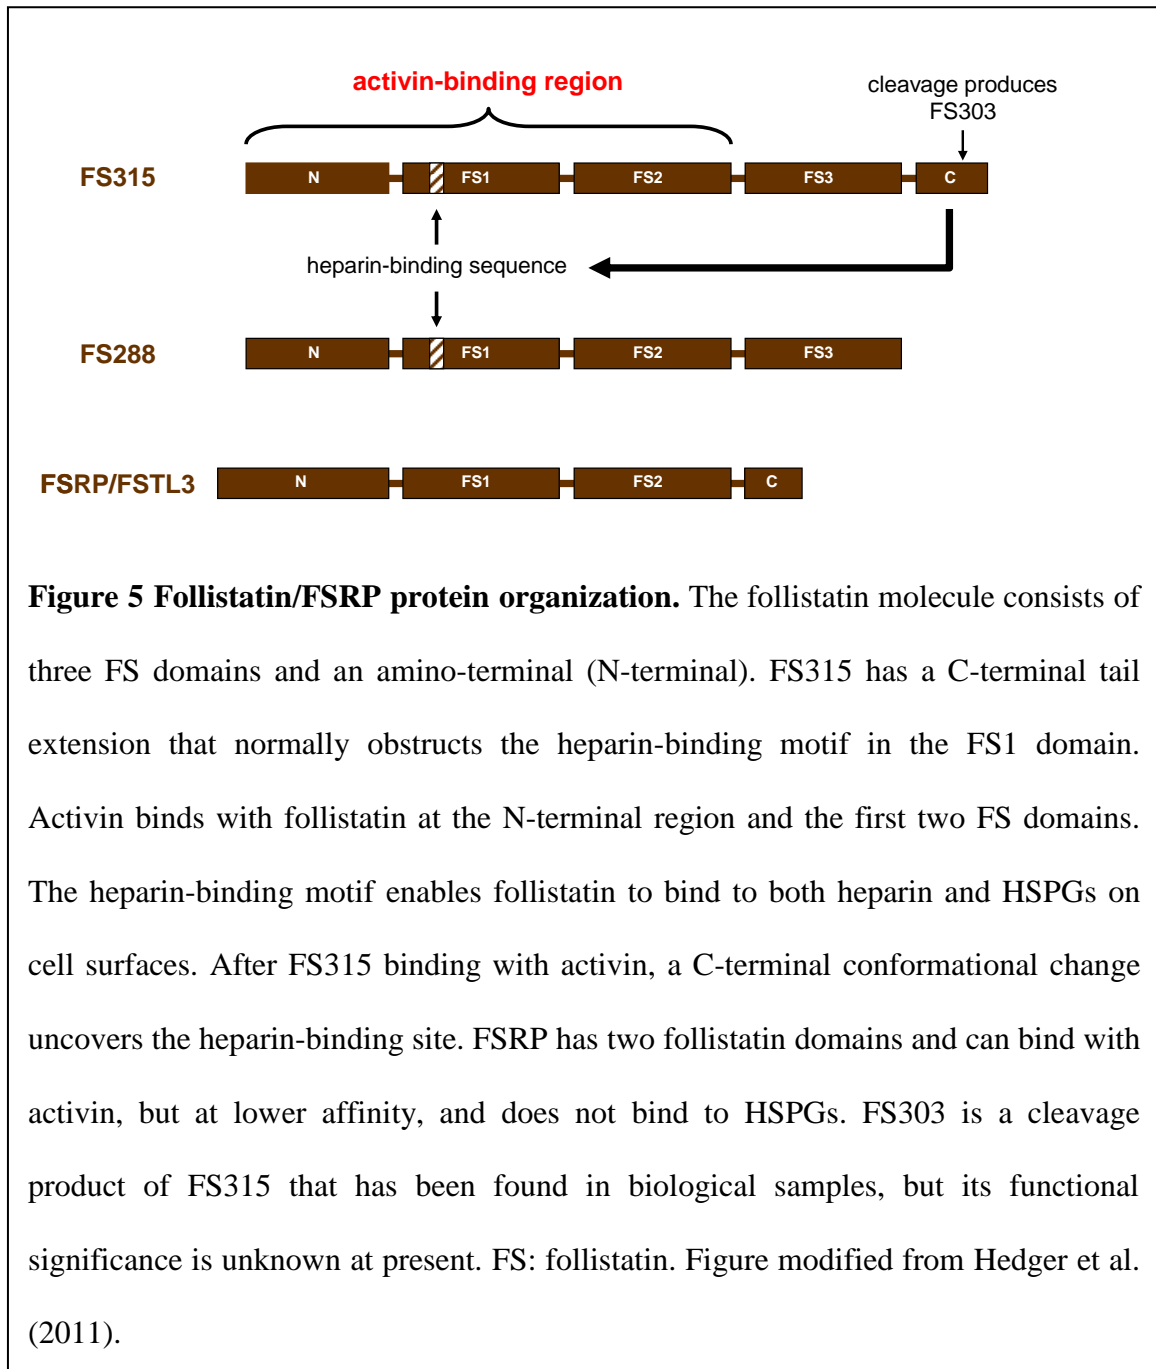 activin-binding region
cleavage produces
FS303
FS315
N
FS1
FS2
FS3
C
heparin-binding sequence
FS288
N
FS1
FS2
FS3
FSRP/FSTL3
N
FS1
FS2
C
Figure 5 Follistatin/FSRP protein organization. The follistatin molecule consists of
three FS domains and an amino-terminal (N-terminal). FS315 has a C-terminal tail
extension that normally obstructs the heparin-binding motif in the FS1 domain.
Activin binds with follistatin at the N-terminal region and the first two FS domains.
The heparin-binding motif enables follistatin to bind to both heparin and HSPGs on
cell surfaces. After FS315 binding with activin, a C-terminal conformational change
uncovers the heparin-binding site. FSRP has two follistatin domains and can bind with
activin, but at lower affinity, and does not bind to HSPGs. FS303 is a cleavage
product of FS315 that has been found in biological samples, but its functional
significance is unknown at present. FS: follistatin. Figure modified from Hedger et al.
(2011).